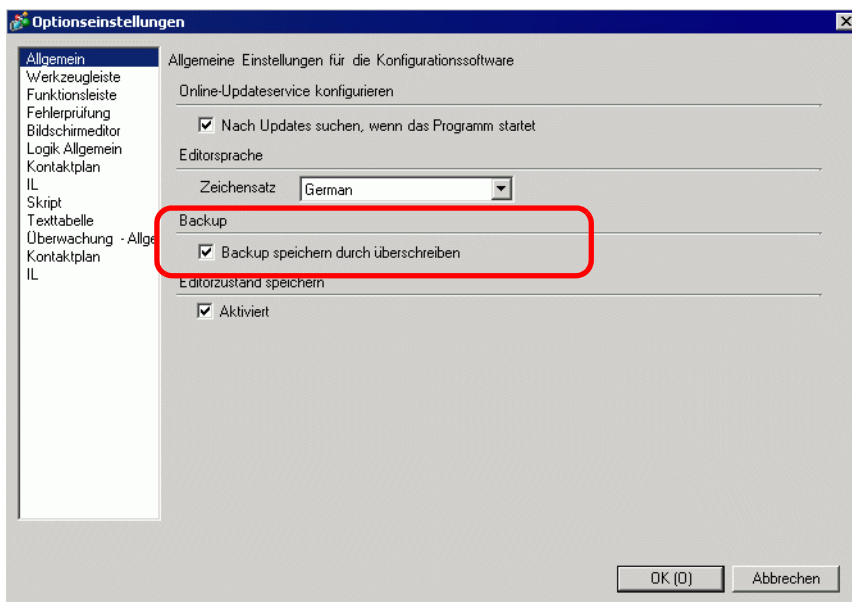 Optionseinstellungen
Allgemein
Werkzeugleiste
Funktionsleiste
Fehlerprüfung
Bildschirmeditor
Logik Allgemein
Kontaktplan
IL
Skript
Texttabelle
Überwachung - Allge
Kontaktplan
IL
Allgemeine Einstellungen für die Konfigurationssoftware
Online-Updateservice konfigurieren
Nach Updates suchen, wenn das Programm startet
Editorsprache
Zeichensatz German
Backup
Backup speichern durch überschreiben
Editorzustand speichern
Aktiviert
OK (O) Abbrechen